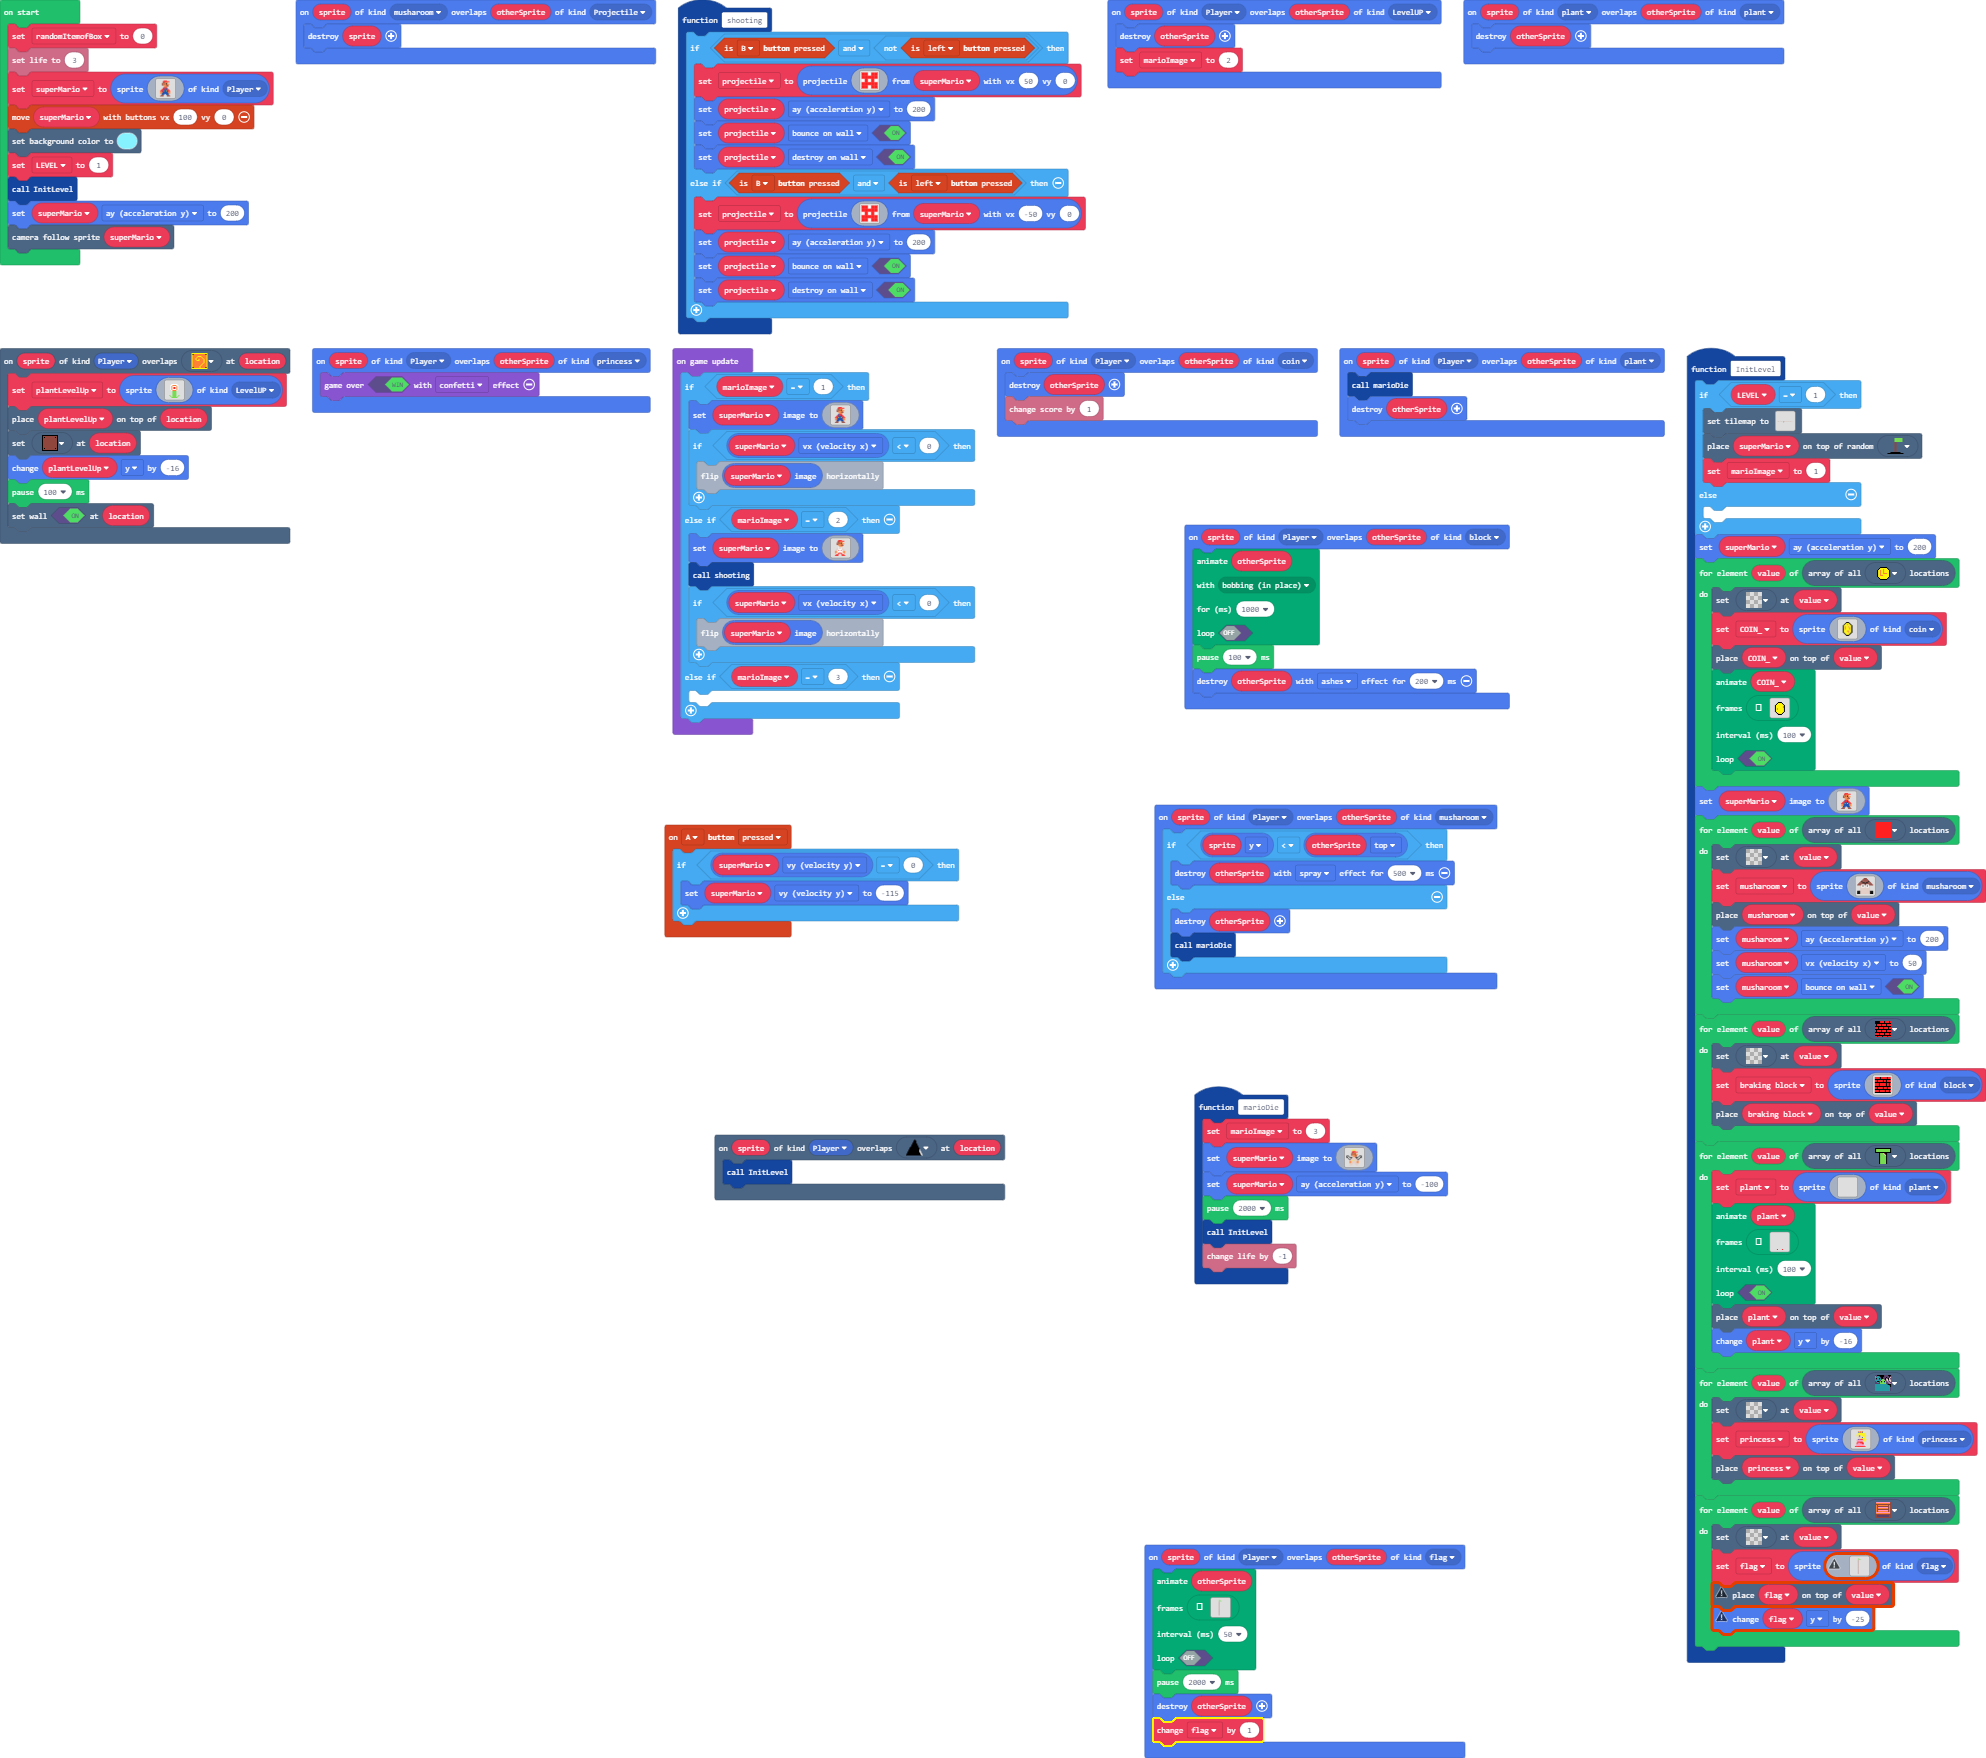 on start
set randomItemofBox to 0
set life to 3
set superMario to sprite of kind Player
move superMario with buttons vx 100 vy 0
set background color to
set LEVEL to 1
call InitLevel
set superMario ay (acceleration y) to 200
camera follow sprite superMario
on sprite of kind musharoom overlaps otherSprite of kind Projectile
destroy sprite
function shooting
if is B button pressed and not is left button pressed then
set projectile to projectile from superMario with vx 50 vy 0
set projectile ay (acceleration y) to 200
set projectile bounce on wall ON
set projectile destroy on wall ON
else if is B button pressed and is left button pressed then
set projectile to projectile from superMario with vx -50 vy 0
set projectile ay (acceleration y) to 200
set projectile bounce on wall ON
set projectile destroy on wall ON
on sprite of kind Player overlaps otherSprite of kind LevelUP
destroy otherSprite
set marioImage to 2
on sprite of kind plant overlaps otherSprite of kind plant
destroy otherSprite
on sprite of kind Player overlaps at location
set plantLevelUp to sprite of kind LevelUP
place plantLevelUp on top of location
set at location
change plantLevelUp y by -16
pause 100 ms
set wall ON at location
on sprite of kind Player overlaps otherSprite of kind princess
game over WIN with confetti effect
on game update
if marioImage = 1 then
set superMario image to
if superMario vx (velocity x) < 0 then
flip superMario image horizontally
else if marioImage = 2 then
set superMario image to
call shooting
if superMario vx (velocity x) < 0 then
flip superMario image horizontally
else if marioImage = 3 then
on sprite of kind Player overlaps otherSprite of kind coin
destroy otherSprite
change score by 1
on sprite of kind Player overlaps otherSprite of kind plant
call marioDie
destroy otherSprite
on sprite of kind Player overlaps otherSprite of kind block
animate otherSprite
with bobbing (in place)
for (ms) 1000
loop OFF
pause 100 ms
destroy otherSprite with ashes effect for 200 ms
on A button pressed
if superMario vy (velocity y) = 0 then
set superMario vy (velocity y) to -115
on sprite of kind Player overlaps otherSprite of kind musharoom
if sprite y < otherSprite top then
destroy otherSprite with spray effect for 500 ms
else
destroy otherSprite
call marioDie
function marioDie
set marioImage to 3
set superMario image to
set superMario ay (acceleration y) to -100
pause 2000 ms
call InitLevel
change life by -1
on sprite of kind Player overlaps at location
call InitLevel
on sprite of kind Player overlaps otherSprite of kind flag
animate otherSprite
frames
interval (ms) 50
loop OFF
pause 2000 ms
destroy otherSprite
change flag by 1
function InitLevel
if LEVEL = 1 then
set tilemap to
place superMario on top of random
set marioImage to 1
else
set superMario ay (acceleration y) to 200
for element value of array of all locations
do set at value
set COIN_ to sprite of kind coin
place COIN_ on top of value
animate COIN_
frames
interval (ms) 100
loop ON
set superMario image to
for element value of array of all locations
do set at value
set musharoom to sprite of kind musharoom
place musharoom on top of value
set musharoom ay (acceleration y) to 200
set musharoom vx (velocity x) to 50
set musharoom bounce on wall ON
for element value of array of all locations
do set at value
set braking block to sprite of kind block
place braking block on top of value
for element value of array of all locations
do set plant to sprite of kind plant
animate plant
frames
interval (ms) 100
loop ON
place plant on top of value
change plant y by -16
for element value of array of all locations
do set at value
set princess to sprite of kind princess
place princess on top of value
for element value of array of all locations
do set at value
set flag to sprite of kind flag
place flag on top of value
change flag y by -25